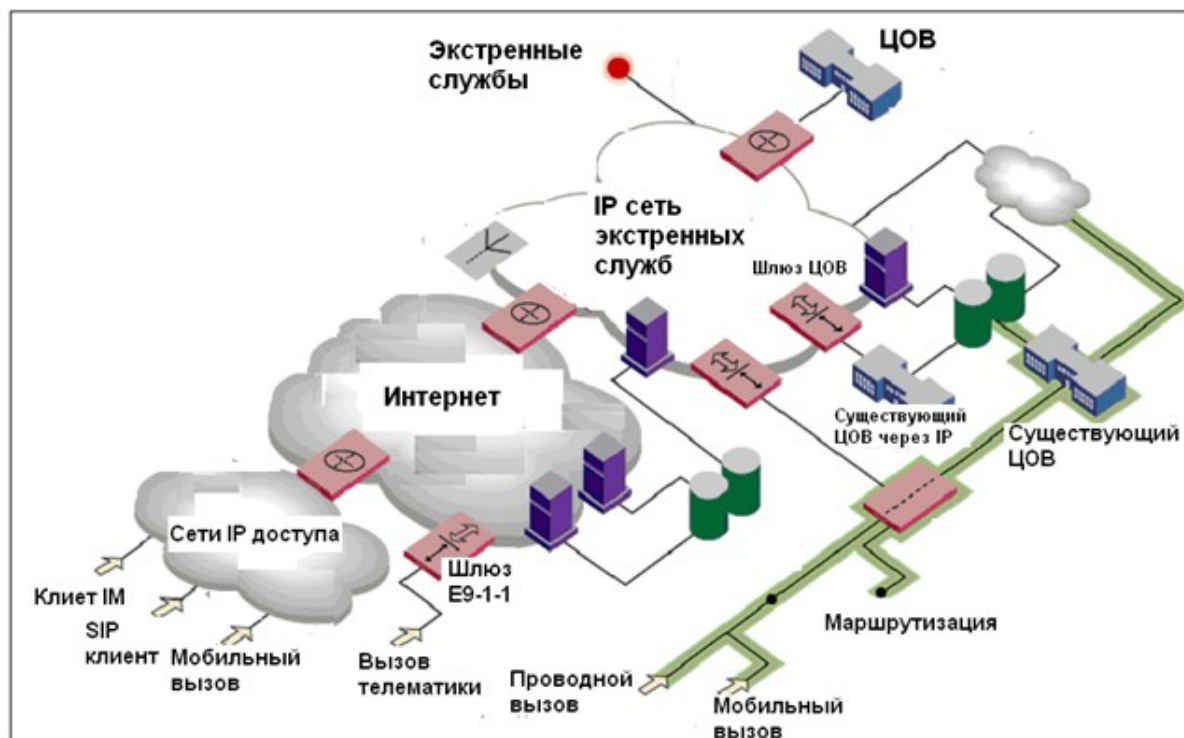 Экстренные
службы
ЦОВ
IP сеть
экстренных
служб
Шлюз ЦОВ
Интернет
Существующий
ЦОВ через IP
Существующий
ЦОВ
Сети IP доступа
Шлюз
E9-1-1
Клиет IM
SIP
клиент
Мобильный
вызов
Вызов
телематики
Маршрутизация
Проводной
вызов
Мобильный
вызов